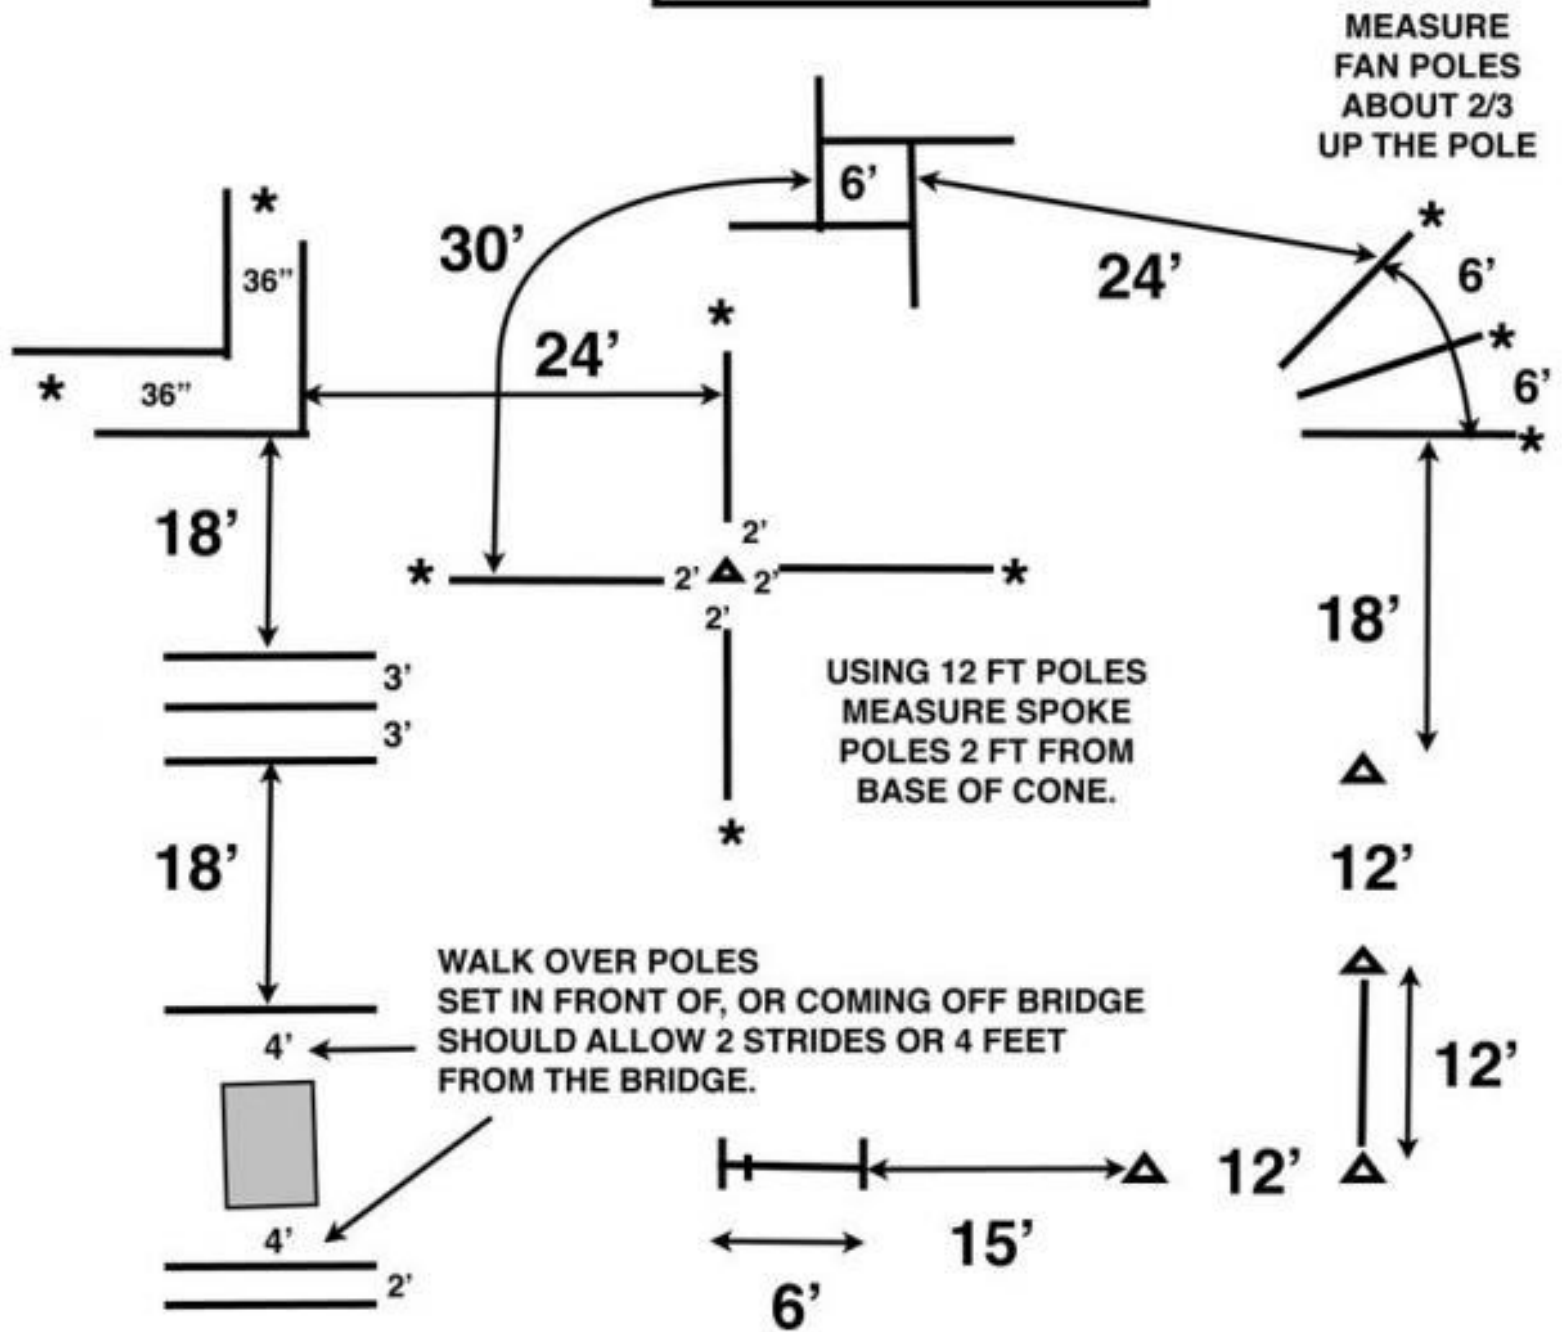 MEASURE
FAN POLES
ABOUT 2/3
UP THE POLE
6’
*
30’
24’
*
6’
36”
*
24’
*
6’
*
36”
*
18’
2’
*
2’
2’
*
2’
18’
3’
3’
USING 12 FT POLES
MEASURE SPOKE
POLES 2 FT FROM
BASE OF CONE.
*
18’
12’
WALK OVER POLES
SET IN FRONT OF, OR COMING OFF BRIDGE
SHOULD ALLOW 2 STRIDES OR 4 FEET
FROM THE BRIDGE.
4’
12’
12’
4’
15’
2’
6’